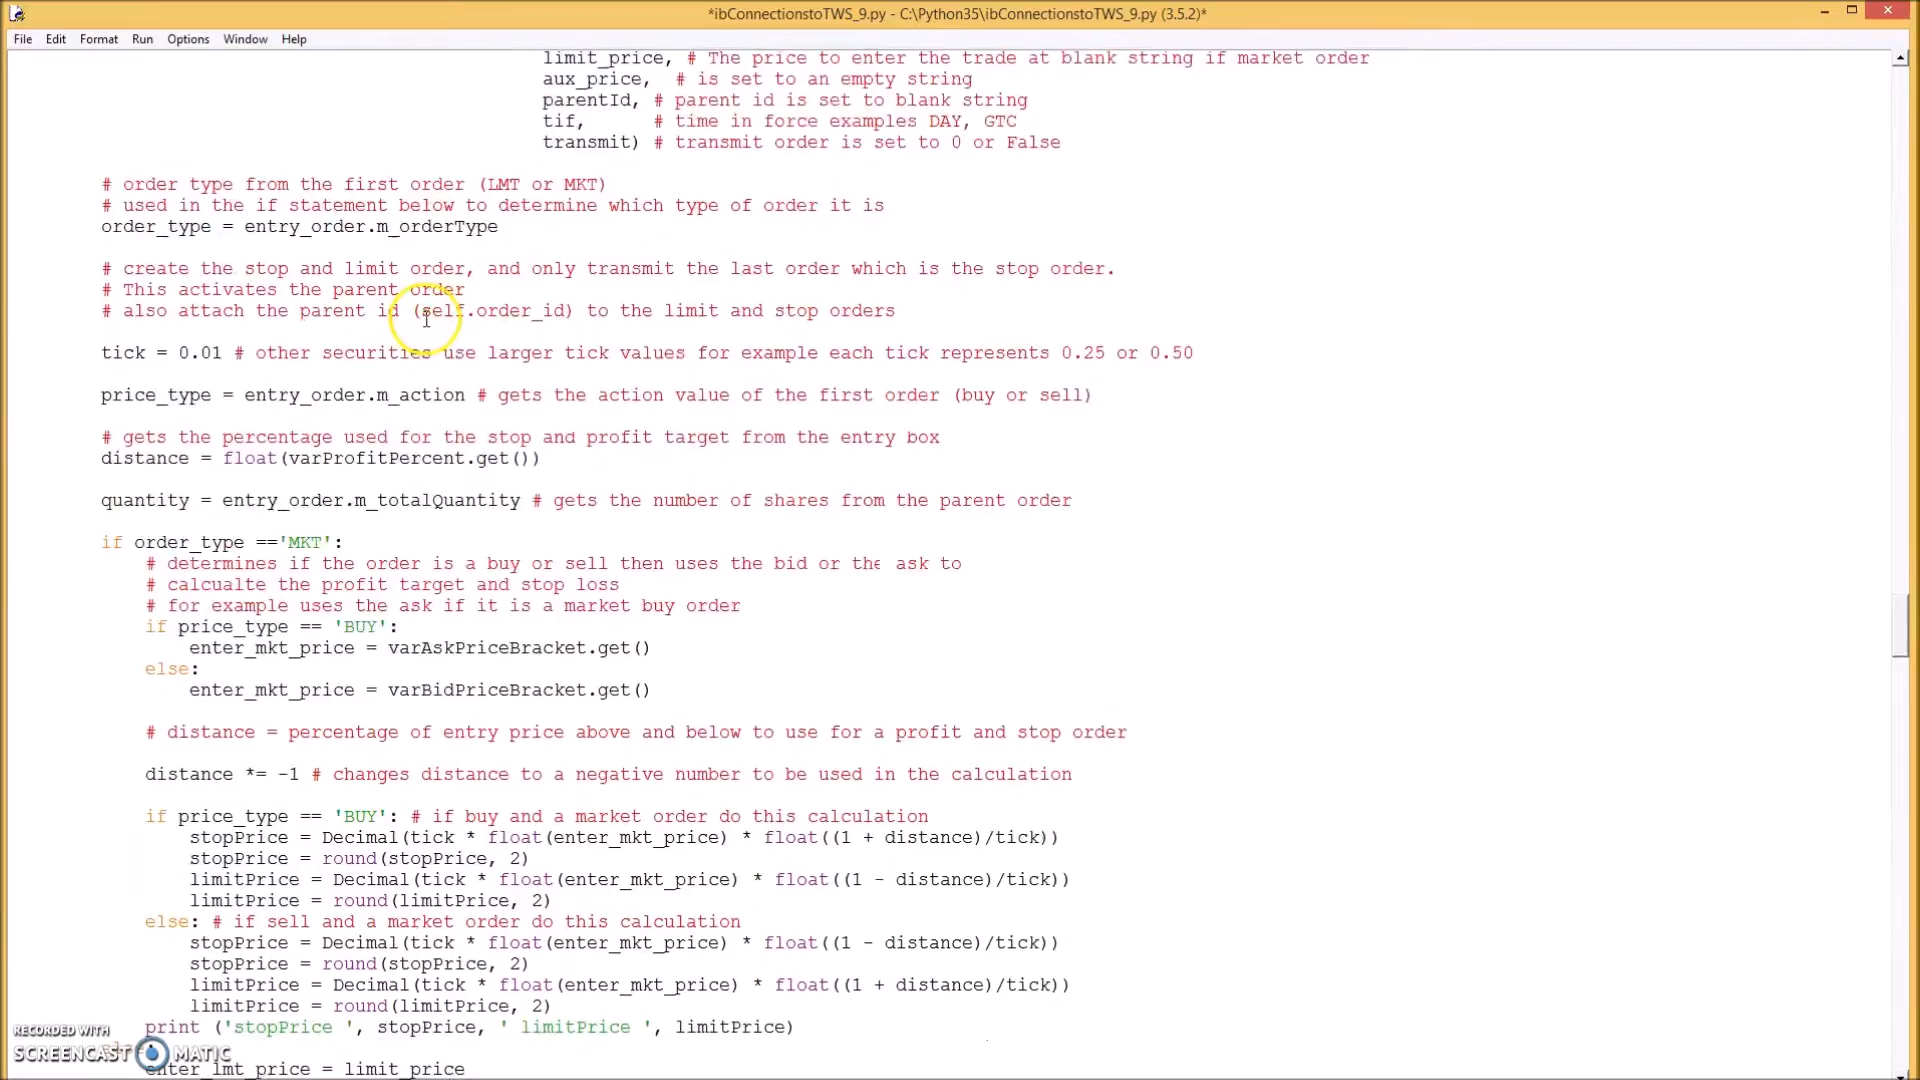 *ibConnectionstoTWS_9.py - C:\Python35\ibConnectionstoTWS_9.py (3.5.2)*
File Edit Format Run Options Window Help
limit_price, # The price to enter the trade at blank string if market order
aux_price, # is set to an empty string
parentId, # parent id is set to blank string
tif, # time in force examples DAY, GTC
transmit) # transmit order is set to 0 or False
# order type from the first order (LMT or MKT)
# used in the if statement below to determine which type of order it is
order_type = entry_order.m_orderType
# create the stop and limit order, and only transmit the last order which is the stop order.
# This activates the parent order
# also attach the parent id (self.order_id) to the limit and stop orders
tick = 0.01 # other securities use larger tick values for example each tick represents 0.25 or 0.50
price_type = entry_order.m_action # gets the action value of the first order (buy or sell)
# gets the percentage used for the stop and profit target from the entry box
distance = float(varProfitPercent.get())
quantity = entry_order.m_totalQuantity # gets the number of shares from the parent order
if order_type =='MKT':
# determines if the order is a buy or sell then uses the bid or the ask to
# calcualte the profit target and stop loss
# for example uses the ask if it is a market buy order
if price_type == 'BUY':
enter_mkt_price = varAskPriceBracket.get()
else:
enter_mkt_price = varBidPriceBracket.get()
# distance = percentage of entry price above and below to use for a profit and stop order
distance *= -1 # changes distance to a negative number to be used in the calculation
if price_type == 'BUY': # if buy and a market order do this calculation
stopPrice = Decimal(tick * float(enter_mkt_price) * float((1 + distance)/tick))
stopPrice = round(stopPrice, 2)
limitPrice = Decimal(tick * float(enter_mkt_price) * float((1 - distance)/tick))
limitPrice = round(limitPrice, 2)
else: # if sell and a market order do this calculation
stopPrice = Decimal(tick * float(enter_mkt_price) * float((1 - distance)/tick))
stopPrice = round(stopPrice, 2)
limitPrice = Decimal(tick * float(enter_mkt_price) * float((1 + distance)/tick))
limitPrice = round(limitPrice, 2)
print ('stopPrice ', stopPrice, ' limitPrice ', limitPrice)
RECORDED WITH
SCREENCAST MATIC
enter_lmt_price = limit_price